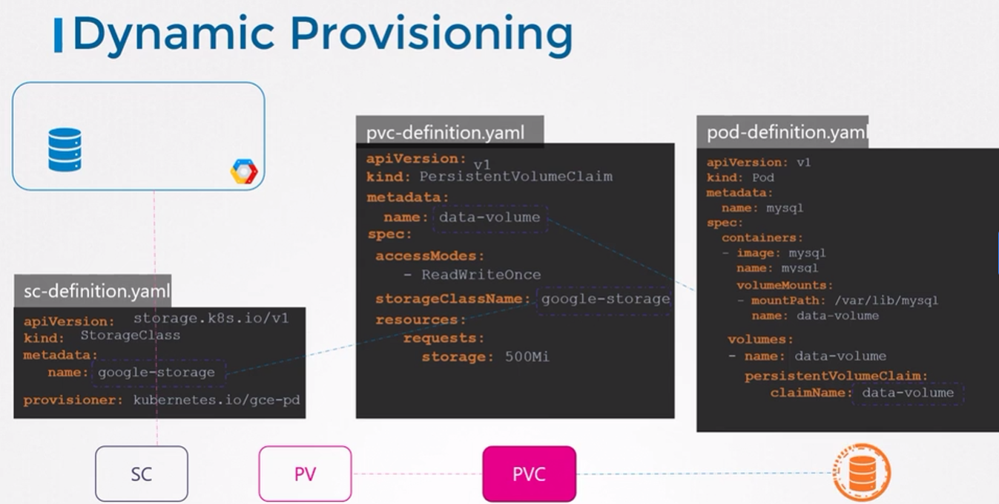 Dynamic Provisioning
sc-definition.yaml
apiVersion: storage.k8s.io/v1
kind: StorageClass
metadata:
name: google-storage
provisioner: kubernetes.io/gce-pd
pvc-definition.yaml
apiVersion: v1
kind: PersistentVolumeClaim
metadata:
name: data-volume
spec:
accessModes:
- ReadWriteOnce
storageClassName: google-storage
resources:
requests:
storage: 500Mi
pod-definition.yaml
apiVersion: v1
kind: Pod
metadata:
name: mysql
spec:
containers:
- image: mysql
name: mysql
volumeMounts:
- mountPath: /var/lib/mysql
name: data-volume
volumes:
- name: data-volume
persistentVolumeClaim:
claimName: data-volume
SC
PV
PVC